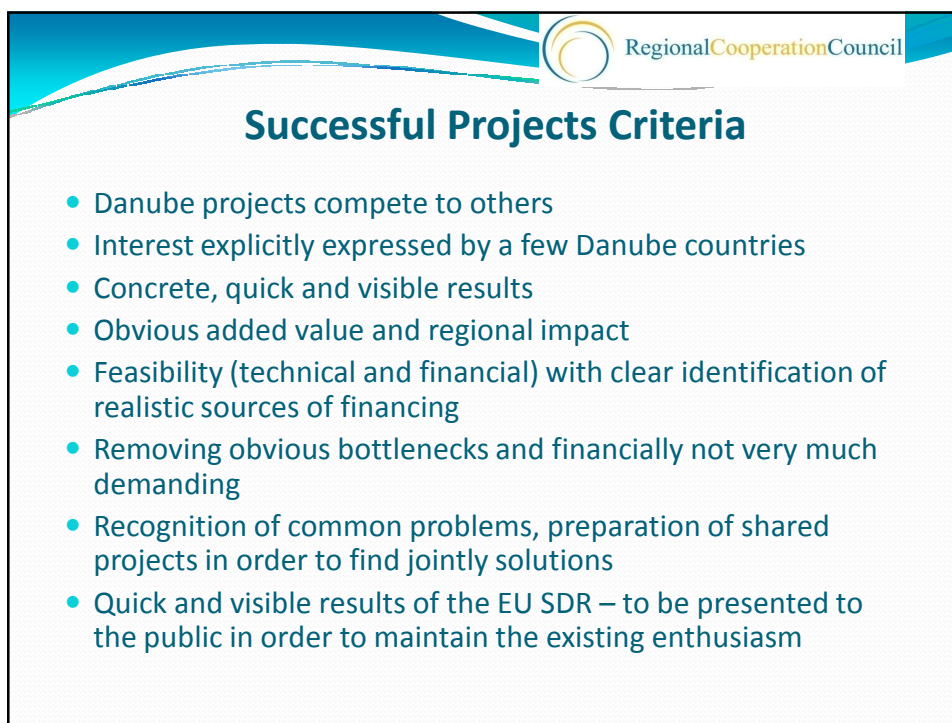 RegionalCooperationCouncil
Successful Projects Criteria
• Danube projects compete to others
• Interest explicitly expressed by a few Danube countries
• Concrete, quick and visible results
• Obvious added value and regional impact
• Feasibility (technical and financial) with clear identification of
realistic sources of financing
• Removing obvious bottlenecks and financially not very much
demanding
• Recognition of common problems, preparation of shared
projects in order to find jointly solutions
• Quick and visible results of the EU SDR – to be presented to
the public in order to maintain the existing enthusiasm